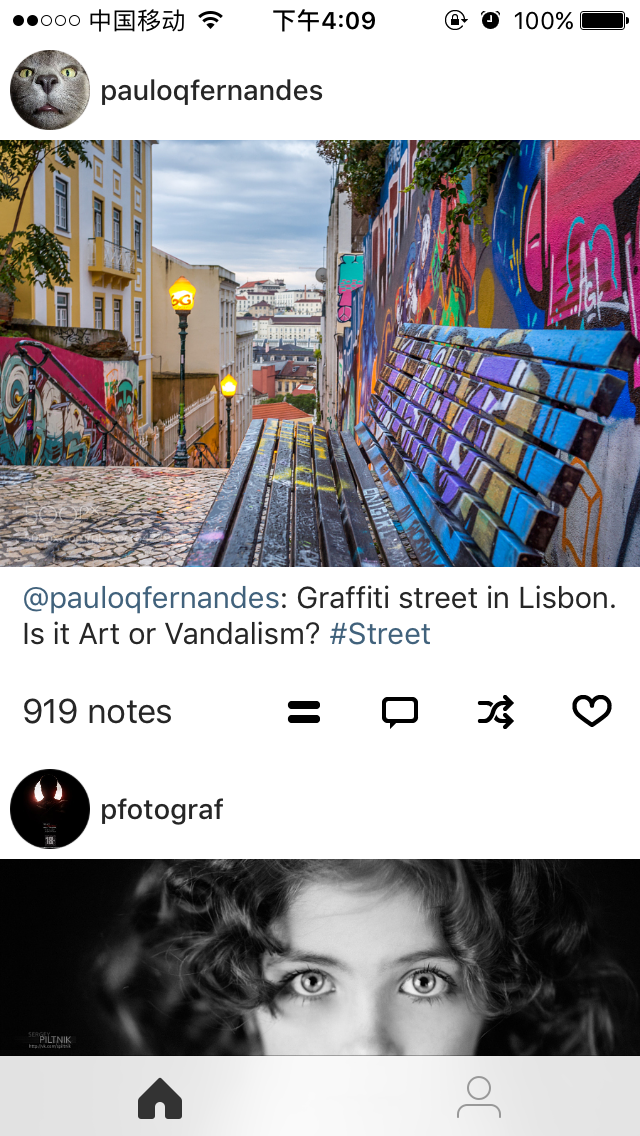 中国移动 下午4:09 100%
pauloqfernandes
@pauloqfernandes: Graffiti street in Lisbon.
Is it Art or Vandalism? #Street
919 notes
pfotograf
SERGEY
PILTNIK